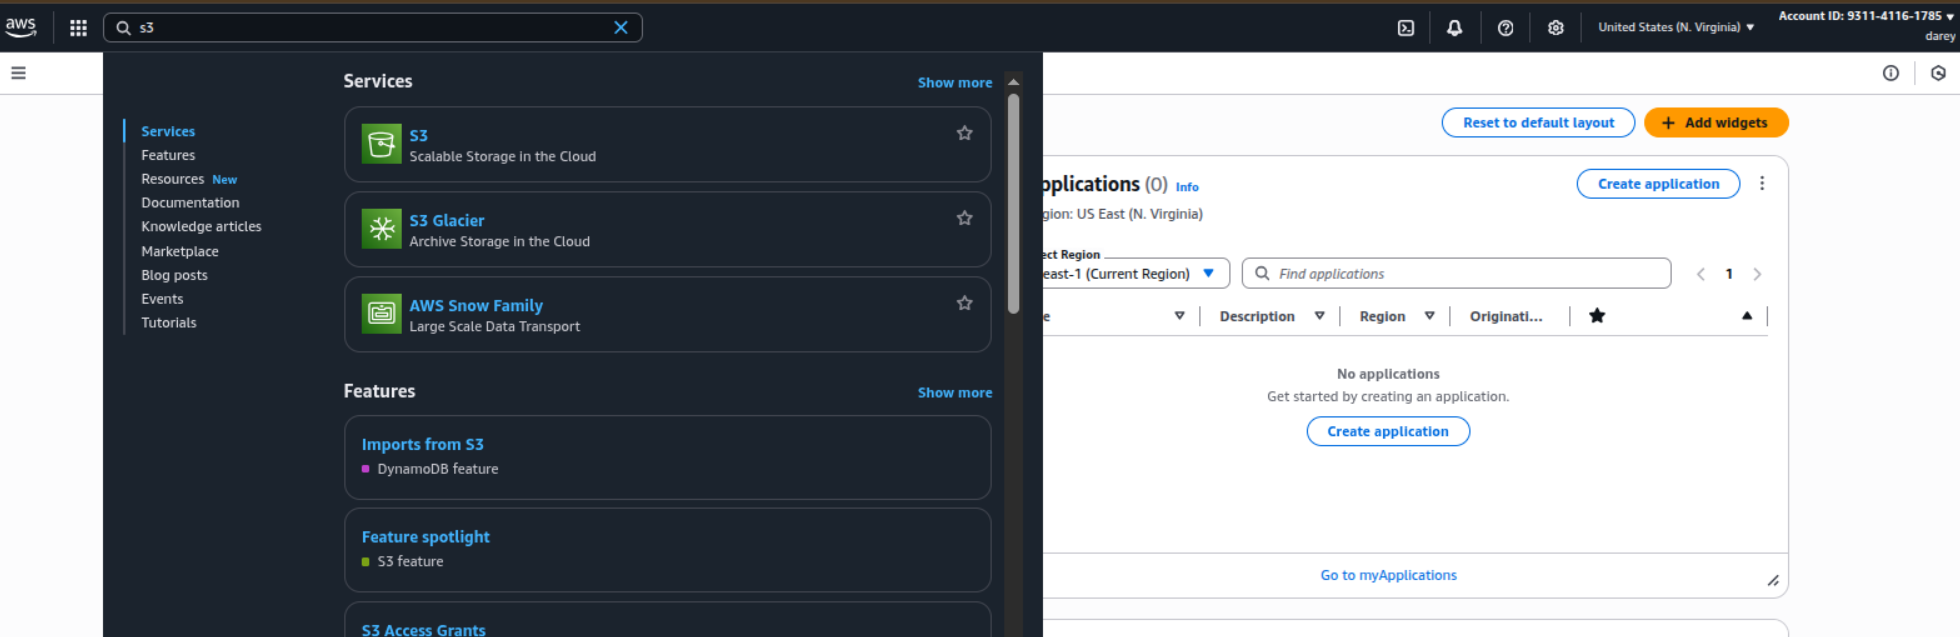 aws
s3
United States (N. Virginia)
Account ID: 9311-4116-1785
darey
Services
Features
Resources New
Documentation
Knowledge articles
Marketplace
Blog posts
Events
Tutorials
Services
Show more
S3
Scalable Storage in the Cloud
S3 Glacier
Archive Storage in the Cloud
AWS Snow Family
Large Scale Data Transport
Features
Show more
Imports from S3
DynamoDB feature
Feature spotlight
S3 feature
S3 Access Grants
Reset to default layout
+ Add widgets
pplications (0) Info
Create application
gion: US East (N. Virginia)
ect Region
east-1 (Current Region)
Find applications
1
e
Description
Region
Originati...
No applications
Get started by creating an application.
Create application
Go to myApplications